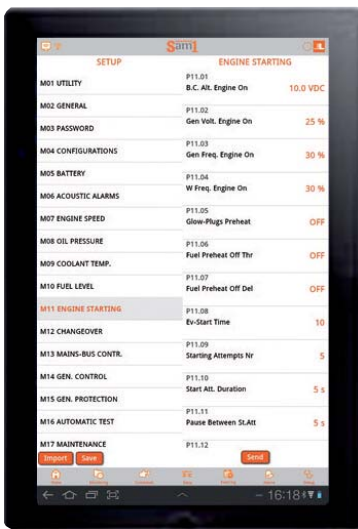 Sam1
SETUP
ENGINE STARTING
M01 UTILITY
M02 GENERAL
M03 PASSWORD
M04 CONFIGURATIONS
M05 BATTERY
M06 ACOUSTIC ALARMS
M07 ENGINE SPEED
M08 OIL PRESSURE
M09 COOLANT TEMP.
M10 FUEL LEVEL
M11 ENGINE STARTING
M12 CHANGEOVER
M13 MAINS-BUS CONTR.
M14 GEN. CONTROL
M15 GEN. PROTECTION
M16 AUTOMATIC TEST
M17 MAINTENANCE
Import Save
P11.01
B.C. Alt. Engine On 10.0 VDC
P11.02
Gen Volt. Engine On 25 %
P11.03
Gen Freq. Engine On 30 %
P11.04
W Freq. Engine On 30 %
P11.05
Glow-Plugs Preheat OFF
P11.06
Fuel Preheat Off Thr OFF
P11.07
Fuel Preheat Off Del OFF
P11.08
Ev-Start Time 10
P11.09
Starting Attempts Nr 5
P11.10
Start Att. Duration 5 s
P11.11
Pause Between St.Att 5 s
P11.12
Send
16:18